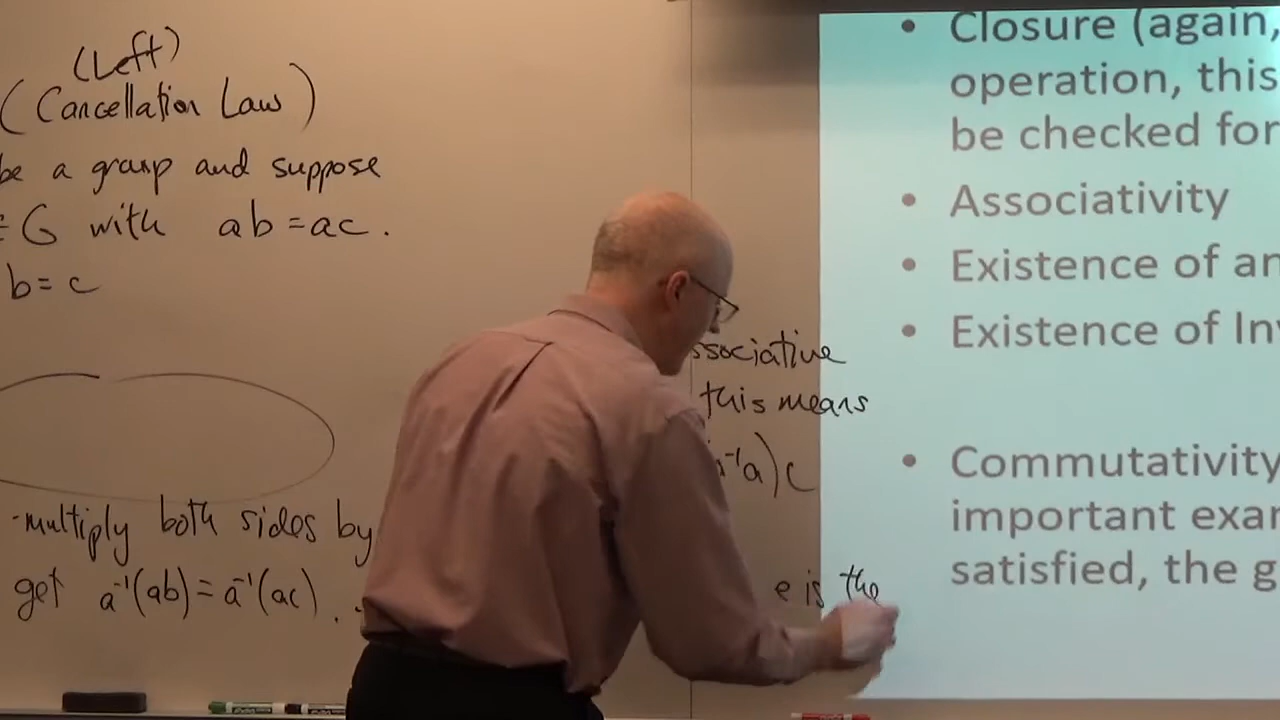 (Left)
(Cancellation Law)
be a group and suppose
G with ab = ac.
b = c
-multiply both sides by
get a⁻¹(ab) = a⁻¹(ac).
ssociative
this means
a⁻¹a)c
e is the
• Closure (again,
operation, this
be checked for
• Associativity
• Existence of an
• Existence of Inv
• Commutativity
important exam
satisfied, the g